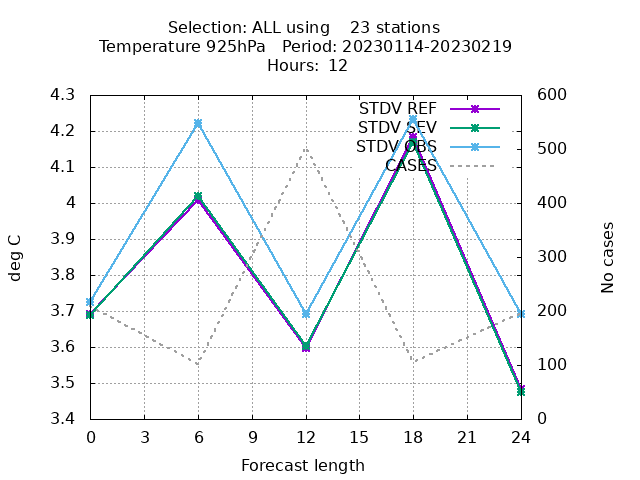 Selection: ALL using 23 stations
Temperature 925hPa Period: 20230114-20230219
Hours: 12
STDV REF
STDV SEV
STDV OBS
CASES
4.3
4.2
4.1
4
3.9
3.8
3.7
3.6
3.5
3.4
600
500
400
300
200
100
0
deg C
No cases
0 3 6 9 12 15 18 21 24
Forecast length